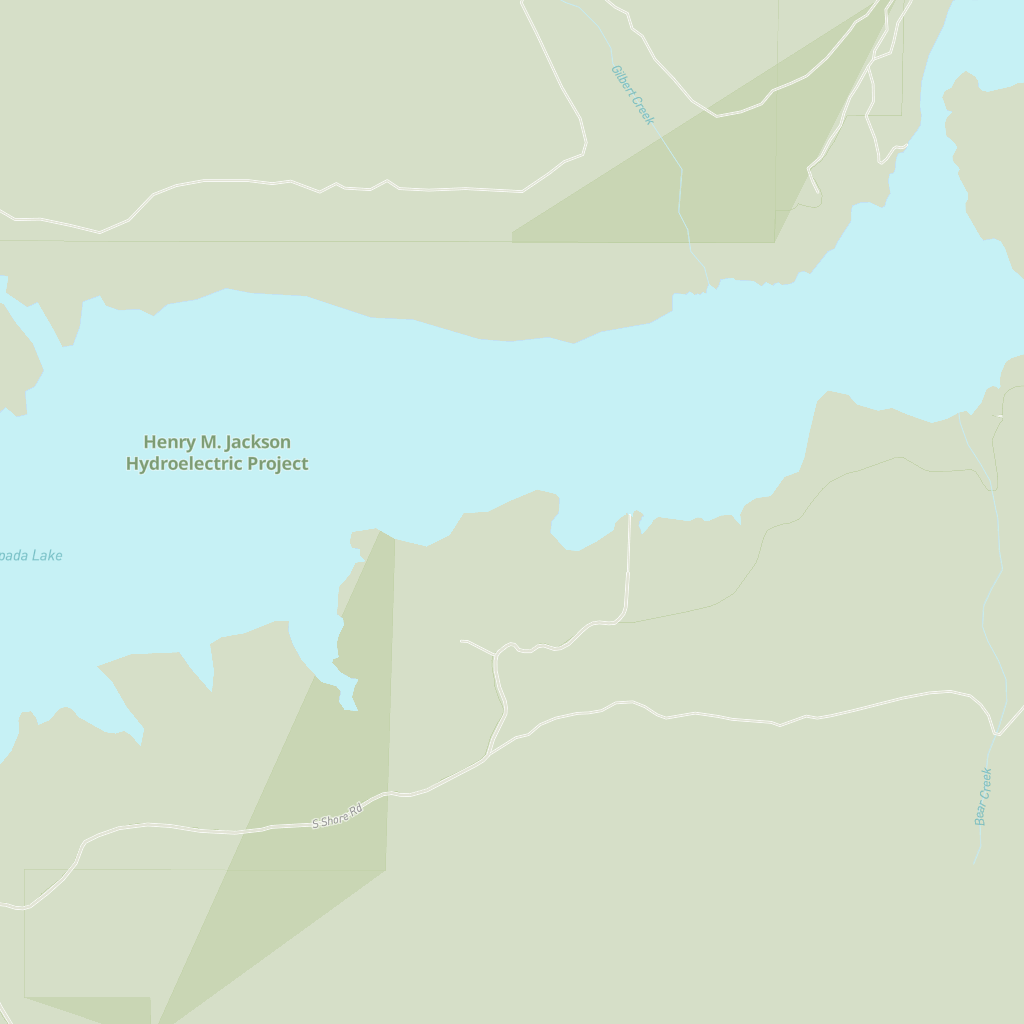 Gilbert Creek
Henry M. Jackson
Hydroelectric Project
pada Lake
S Shore Rd
Bear Creek